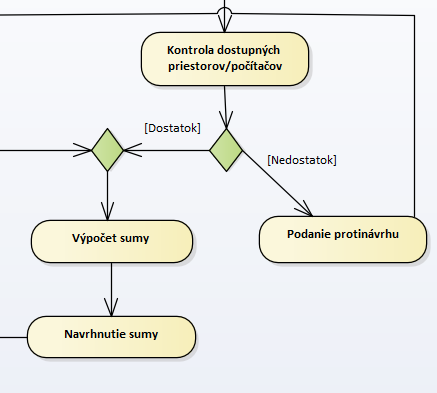 Kontrola dostupných
priestorov/počítačov
[Dostatok]
[Nedostatok]
Výpočet sumy
Podanie protinávrhu
Navrhnutie sumy